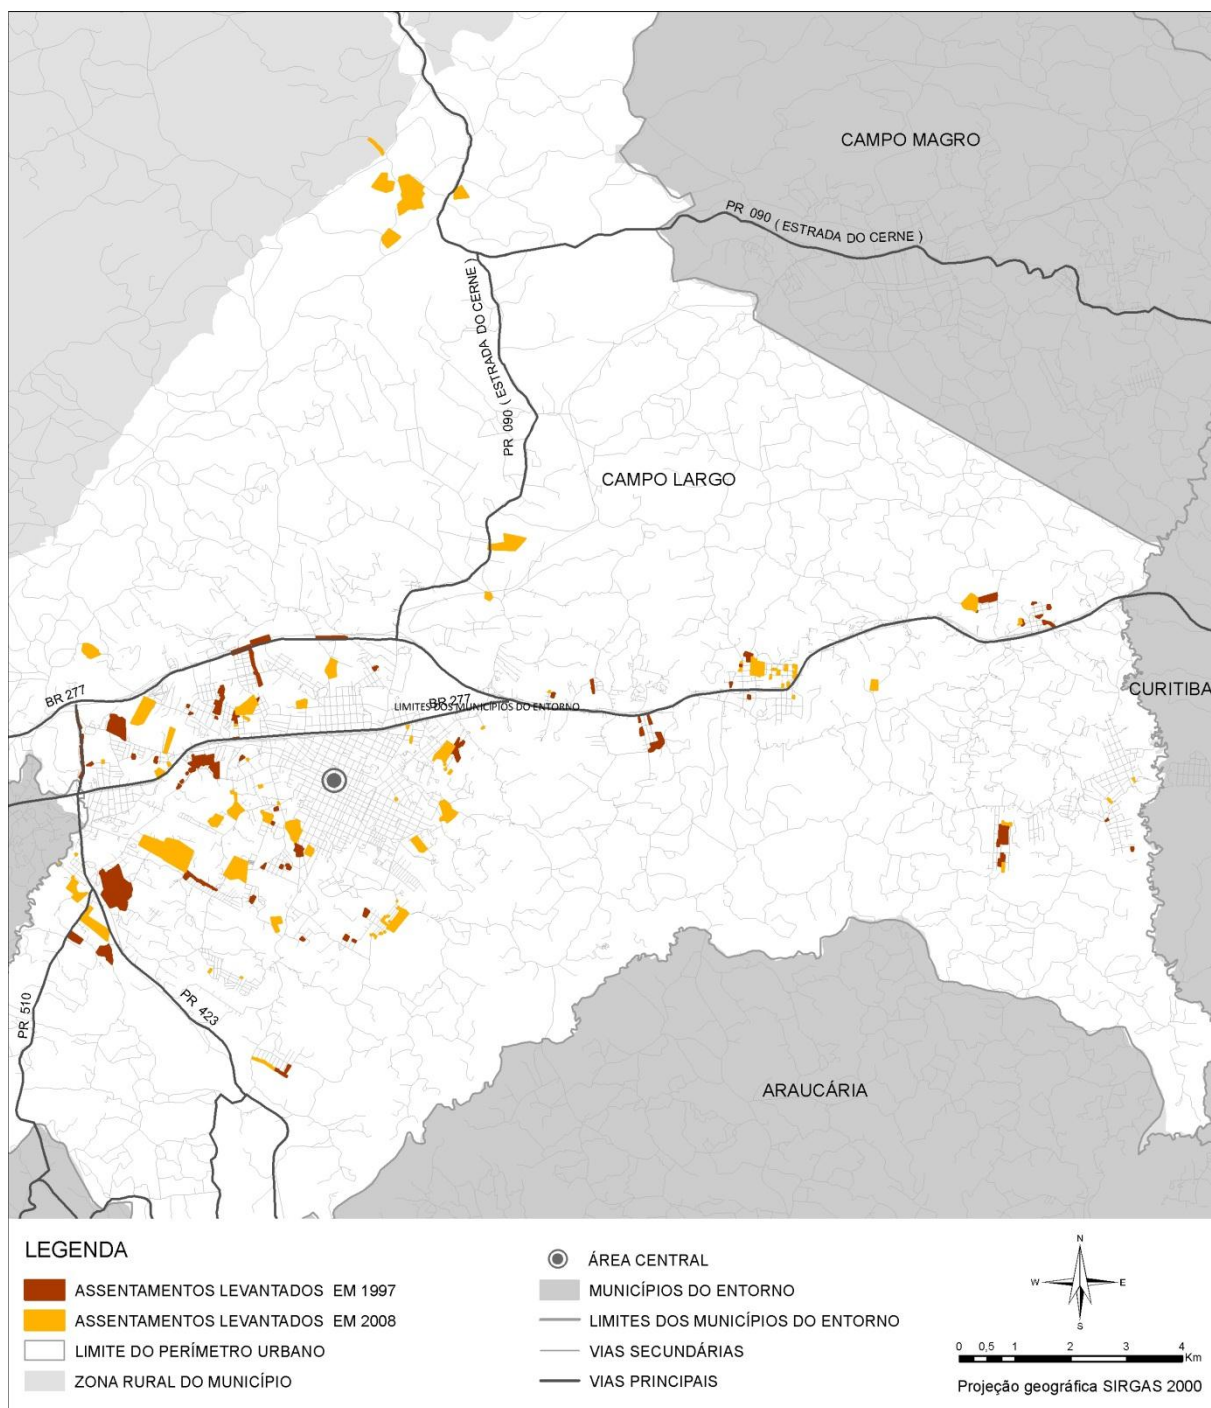 CAMPO MAGRO
PR 090 ( ESTRADA DO CERNE )
PR 090 ( ESTRADA DO CERNE )
CAMPO LARGO
BR 277
BR 277
LIMITES DOS MUNICÍPIOS DO ENTORNO
CURITIBA
PR 510
PR 423
ARAUCÁRIA
LEGENDA
ASSENTAMENTOS LEVANTADOS EM 1997
ASSENTAMENTOS LEVANTADOS EM 2008
LIMITE DO PERÍMETRO URBANO
ZONA RURAL DO MUNICÍPIO
ÁREA CENTRAL
MUNICÍPIOS DO ENTORNO
LIMITES DOS MUNICÍPIOS DO ENTORNO
VIAS SECUNDÁRIAS
VIAS PRINCIPAIS
N
W E
S
0 0,5 1 2 3 4
Km
Projeção geográfica SIRGAS 2000